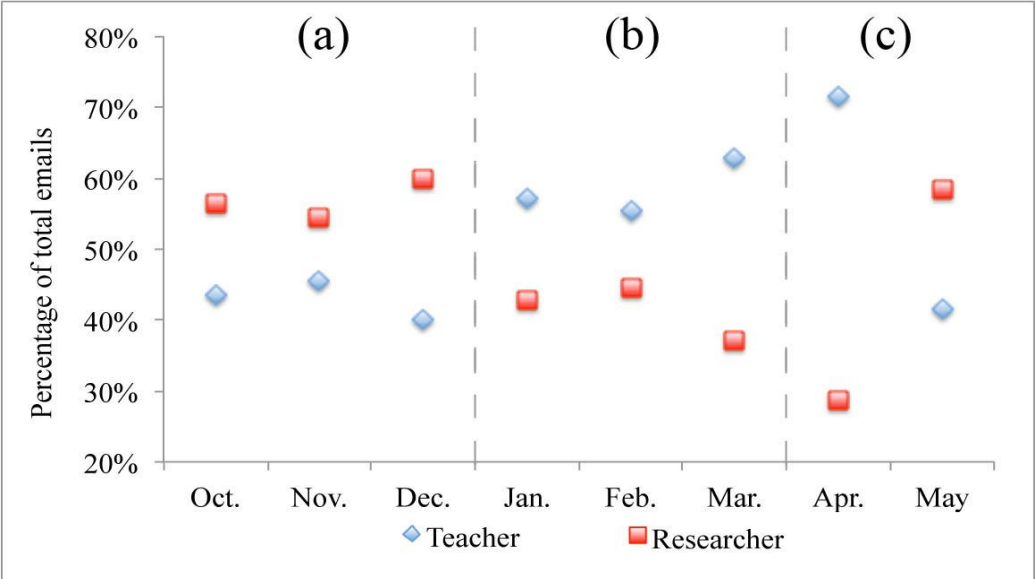 (a) (b) (c)
80%
70%
60%
50%
40%
30%
20%
Percentage of total emails
Oct. Nov. Dec. Jan. Feb. Mar. Apr. May
Teacher Researcher